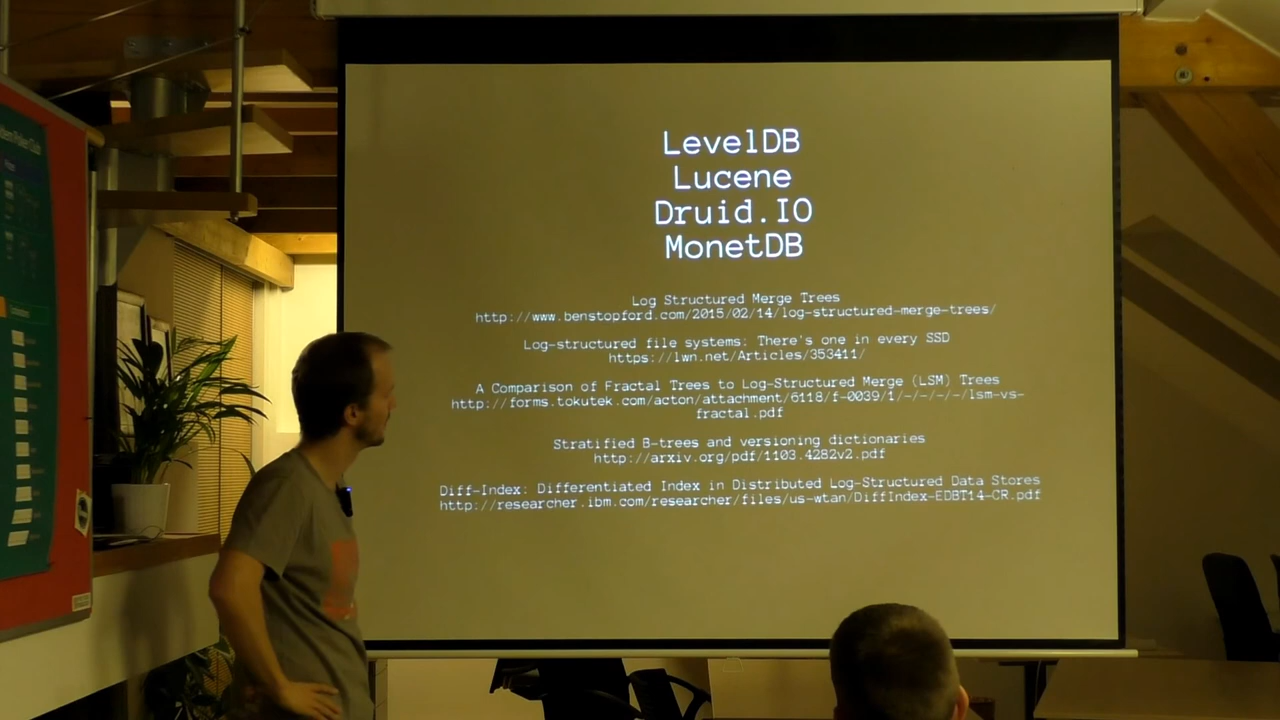 LevelDB
Lucene
Druid.IO
MonetDB
Log Structured Merge Trees
http://www.benstopford.com/2015/02/14/log-structured-merge-trees/
Log-structured file systems: There's one in every SSD
https://lwn.net/Articles/353411/
A Comparison of Fractal Trees to Log-Structured Merge (LSM) Trees
http://forms.tokutek.com/acton/attachment/6118/f-0039/1/-/-/-/-/lsm-vs-
fractal.pdf
Stratified B-trees and versioning dictionaries
http://arxiv.org/pdf/1103.4282v2.pdf
Diff-Index: Differentiated Index in Distributed Log-Structured Data Stores
http://researcher.ibm.com/researcher/files/us-wtan/DiffIndex-EDBT14-CR.pdf